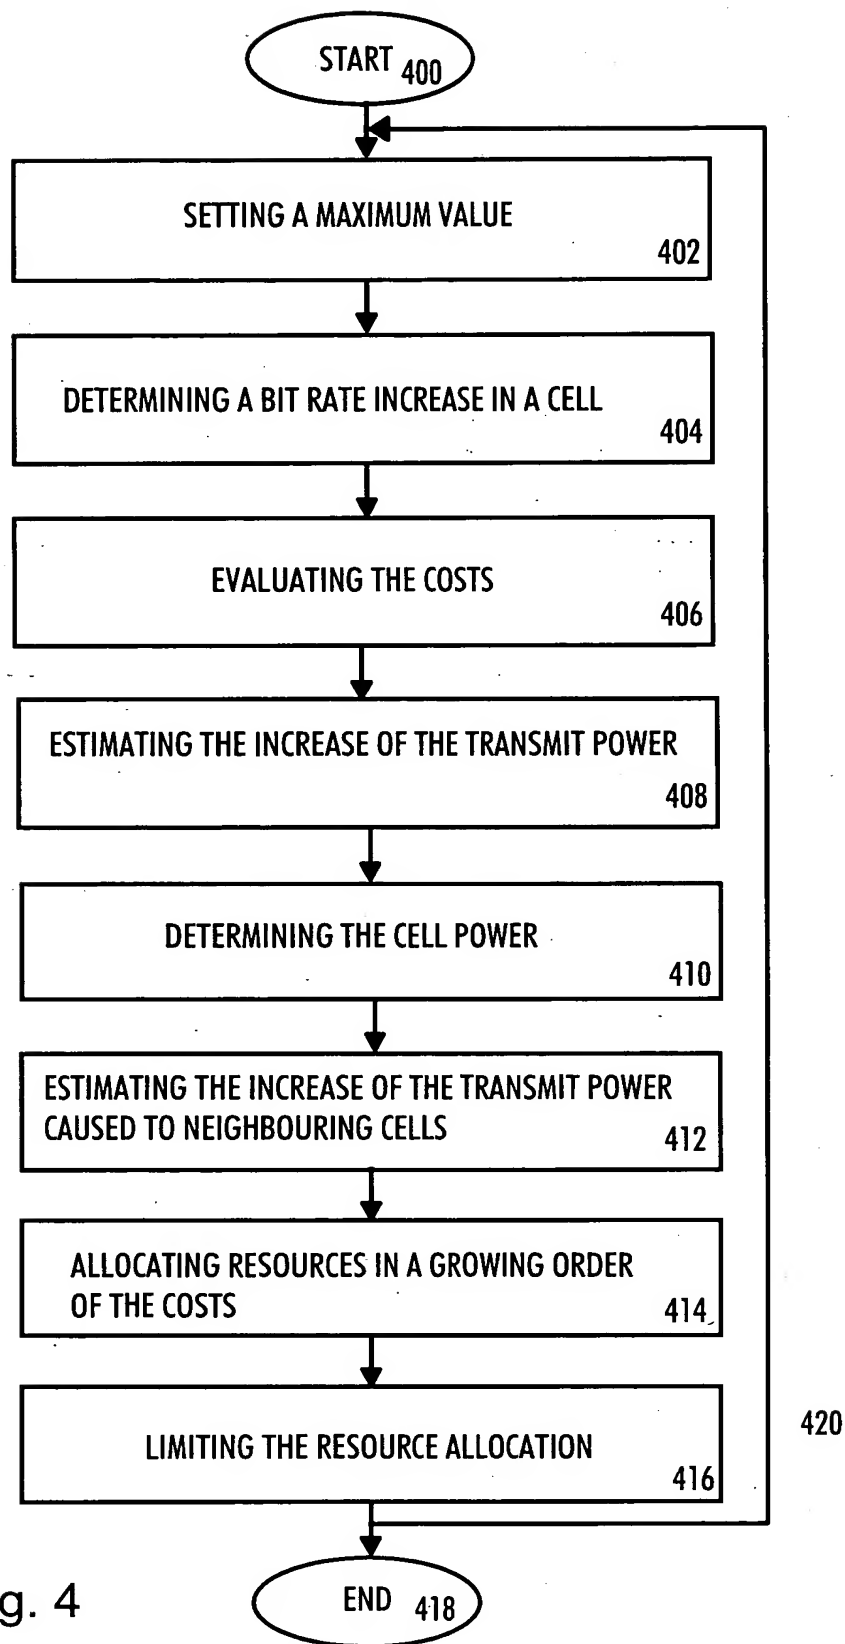 START 400
SETTING A MAXIMUM VALUE
402
DETERMINING A BIT RATE INCREASE IN A CELL
404
EVALUATING THE COSTS
406
ESTIMATING THE INCREASE OF THE TRANSMIT POWER
408
DETERMINING THE CELL POWER
410
ESTIMATING THE INCREASE OF THE TRANSMIT POWER
CAUSED TO NEIGHBOURING CELLS
412
ALLOCATING RESOURCES IN A GROWING ORDER
OF THE COSTS
414
420
LIMITING THE RESOURCE ALLOCATION
416
END 418
g. 4